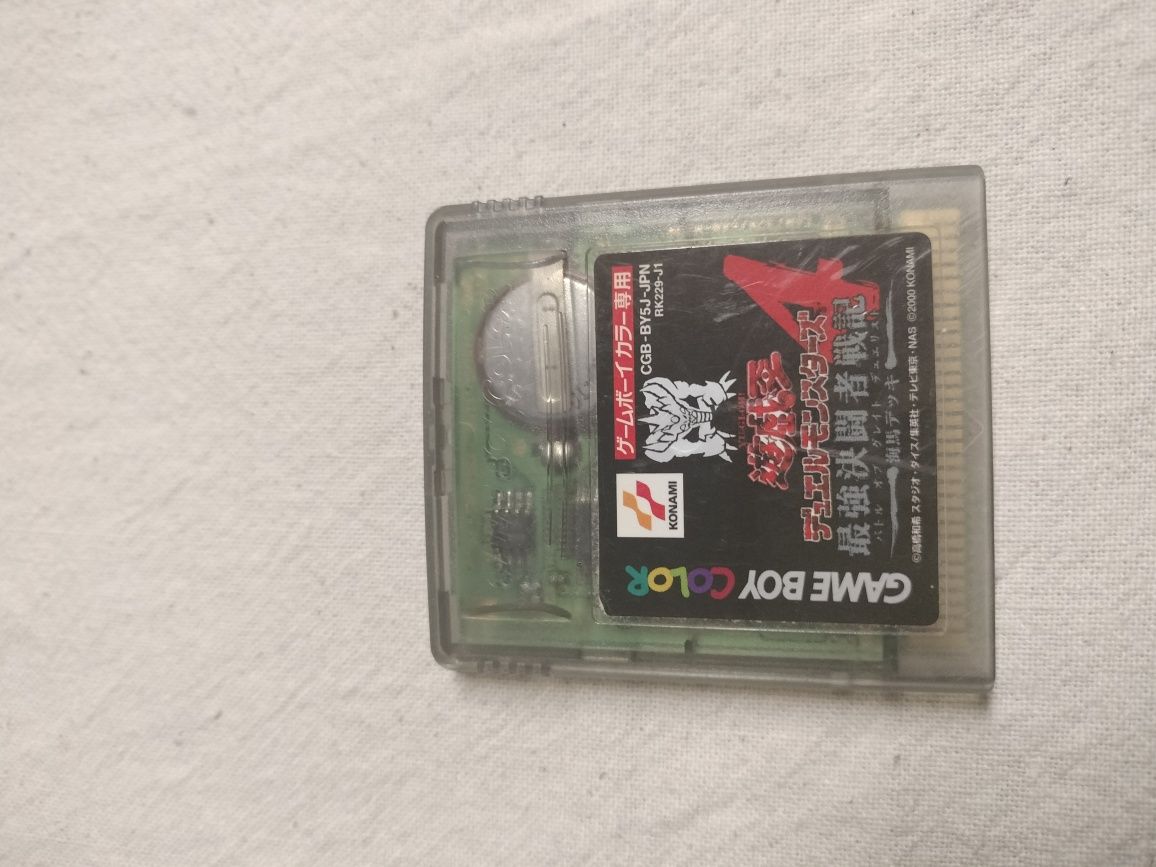 GAME BOY COLOR
KONAMI
ゲームボーイカラー専用
CGB-BY5J-JPN
RK229-J1
遊戯王
デュエルモンスターズ4
最強決闘者戦記
バトル オブ グレイト デュエリスト
海馬デッキ
©高橋和希 スタジオ・ダイス/集英社・テレビ東京・NAS ©2000 KONAMI